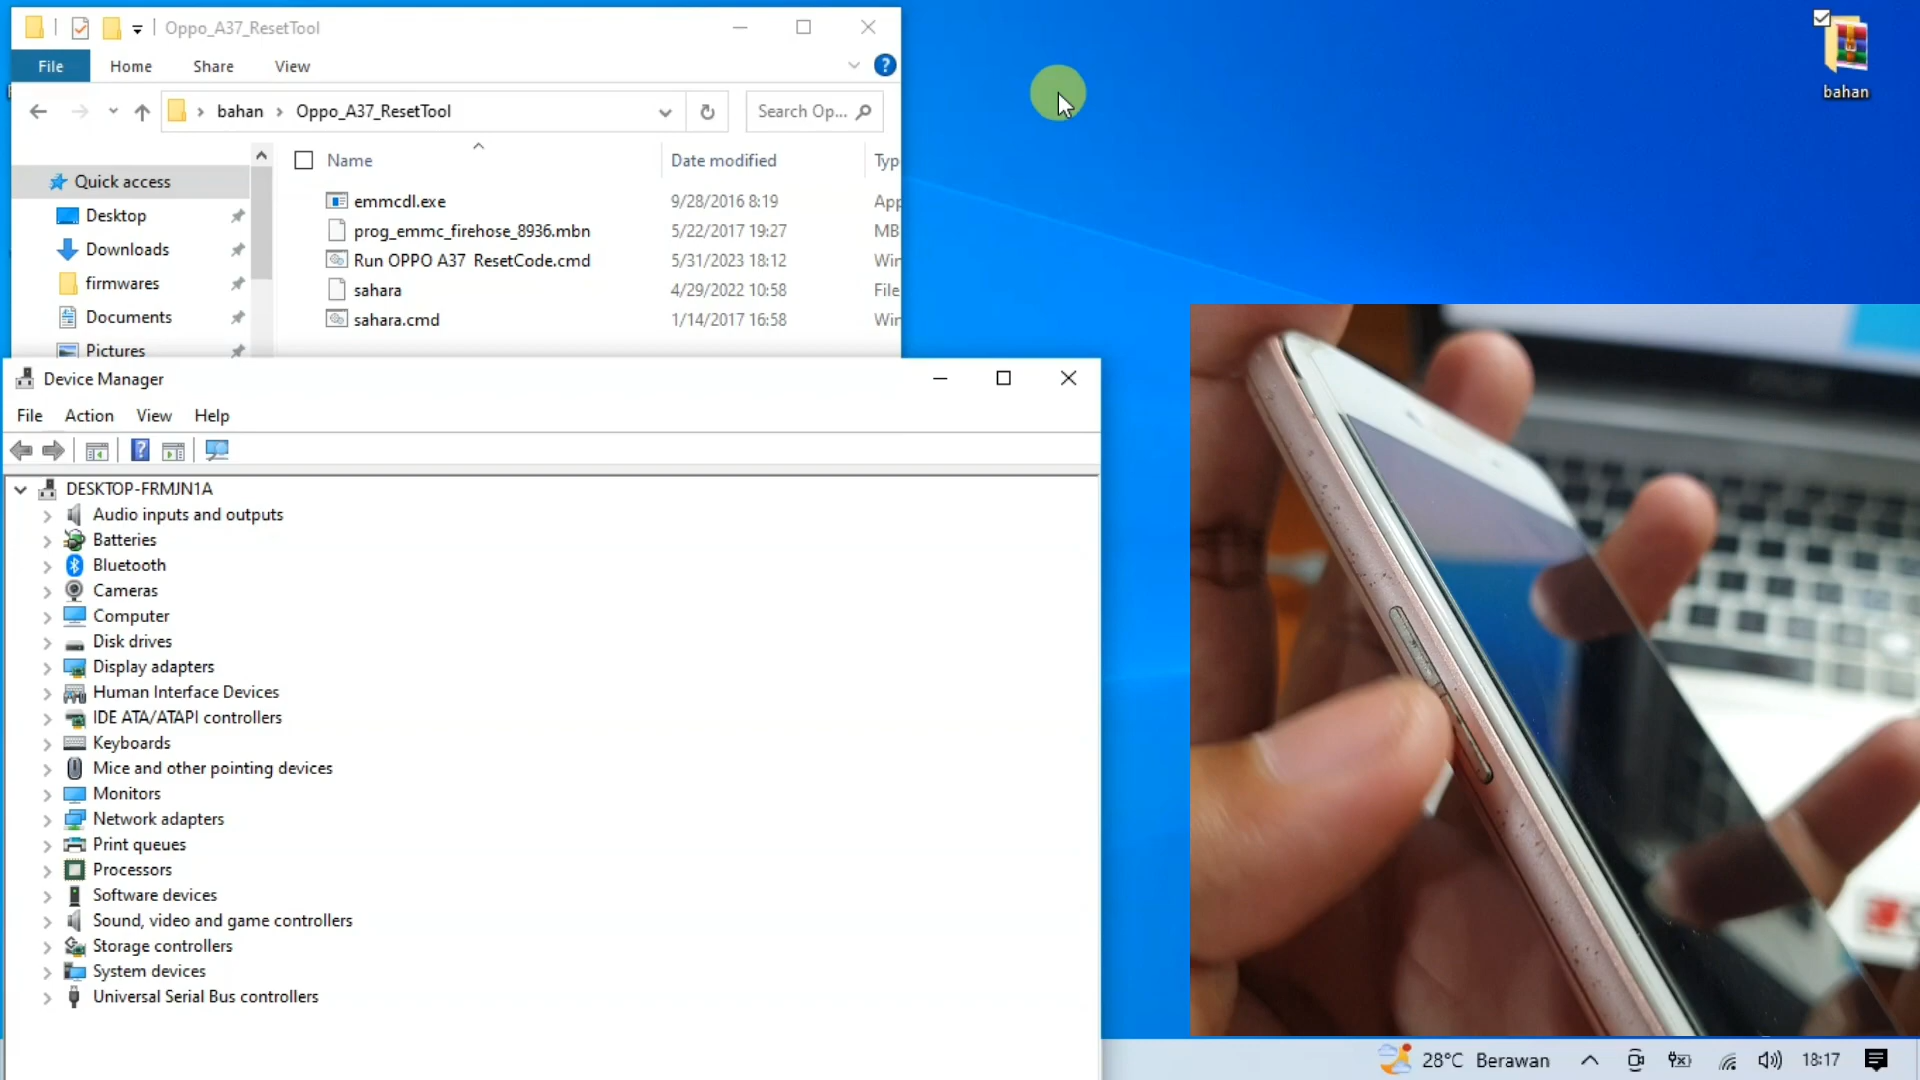 Oppo_A37_ResetTool
File Home Share View
bahan Oppo_A37_ResetTool
Search Op...
Name Date modified Typ
Quick access
Desktop
Downloads
firmwares
Documents
Pictures
emmcdl.exe 9/28/2016 8:19 App
prog_emmc_firehose_8936.mbn 5/22/2017 19:27 MB
Run OPPO A37 ResetCode.cmd 5/31/2023 18:12 Win
sahara 4/29/2022 10:58 File
sahara.cmd 1/14/2017 16:58 Win
bahan
Device Manager
File Action View Help
DESKTOP-FRMJN1A
Audio inputs and outputs
Batteries
Bluetooth
Cameras
Computer
Disk drives
Display adapters
Human Interface Devices
IDE ATA/ATAPI controllers
Keyboards
Mice and other pointing devices
Monitors
Network adapters
Print queues
Processors
Software devices
Sound, video and game controllers
Storage controllers
System devices
Universal Serial Bus controllers
28°C Berawan 18:17